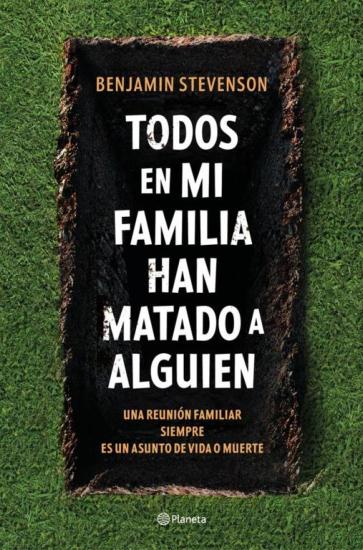 BENJAMIN STEVENSON
TODOS
EN MI
FAMILIA
HAN
MATADO A
ALGUIEN
UNA REUNIÓN FAMILIAR
SIEMPRE
ES UN ASUNTO DE VIDA O MUERTE
Planeta